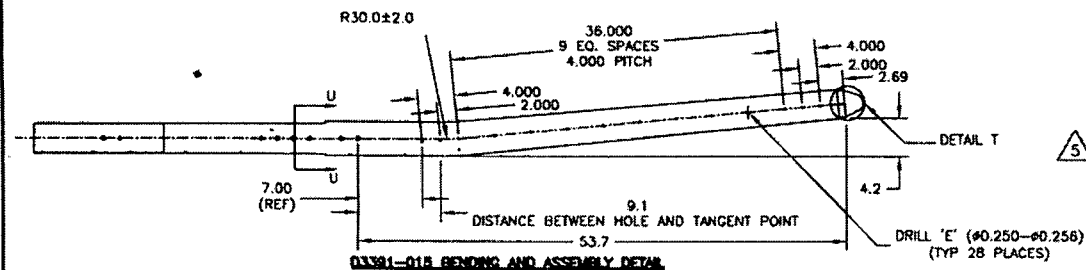 R30.0±2.0
36.000
9 EQ. SPACES
4.000 PITCH
4.000
2.000
2.69
4.000
2.000
U
U
DETAIL T
5
7.00
(REF)
4.2
9.1
DISTANCE BETWEEN HOLE AND TANGENT POINT
53.7
DRILL 'E' (ø0.250-ø0.256)
(TYP 28 PLACES)
D3391-015 BENDING AND ASSEMBLY DETAIL